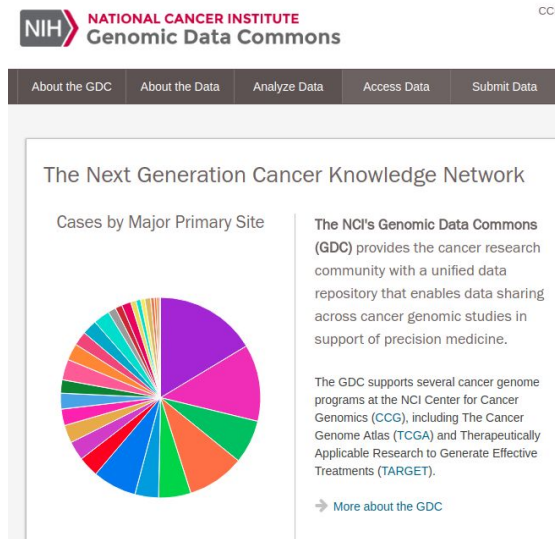 CC
NIH NATIONAL CANCER INSTITUTE
Genomic Data Commons
About the GDC About the Data Analyze Data Access Data Submit Data
The Next Generation Cancer Knowledge Network
Cases by Major Primary Site
The NCI's Genomic Data Commons
(GDC) provides the cancer research
community with a unified data
repository that enables data sharing
across cancer genomic studies in
support of precision medicine.
The GDC supports several cancer genome
programs at the NCI Center for Cancer
Genomics (CCG), including The Cancer
Genome Atlas (TCGA) and Therapeutically
Applicable Research to Generate Effective
Treatments (TARGET).
More about the GDC